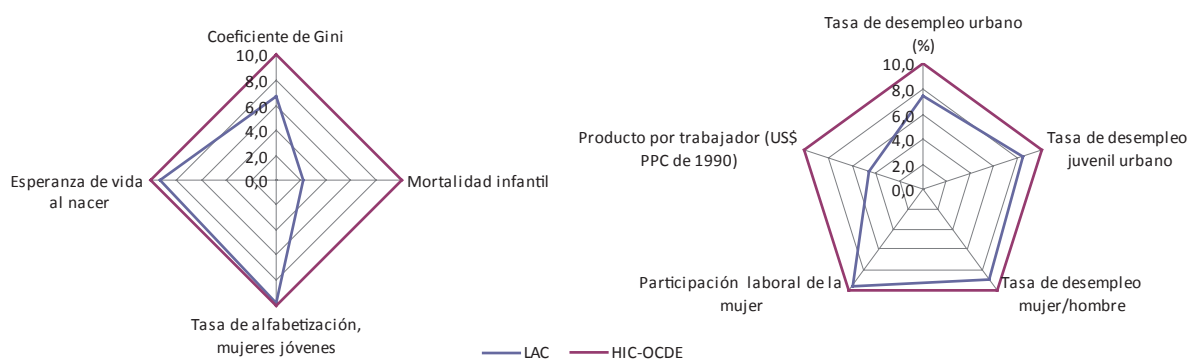 Coeficiente de Gini
10,0
8,0
6,0
4,0
2,0
0,0
Esperanza de vida
al nacer
Mortalidad infantil
Tasa de alfabetización,
mujeres jóvenes
Tasa de desempleo urbano
(%)
10,0
8,0
6,0
4,0
2,0
0,0
Producto por trabajador (US$
PPC de 1990)
Tasa de desempleo
juvenil urbano
Participación laboral de la
mujer
Tasa de desempleo
mujer/hombre
LAC
HIC-OCDE